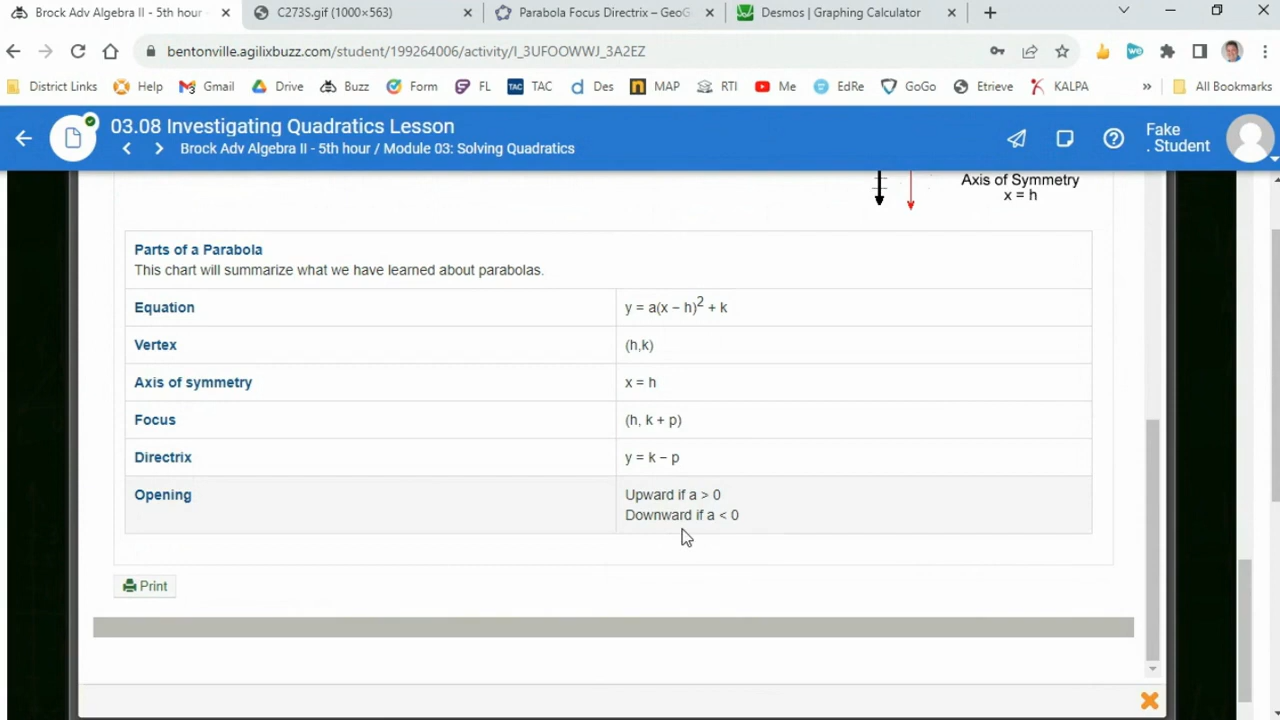 Brock Adv Algebra II - 5th hour -
C273S.gif (1000×563)
Parabola Focus Directrix – GeoG
Desmos | Graphing Calculator
bentonville.agilixbuzz.com/student/199264006/activity/I_3UFOOWWJ_3A2EZ
District Links Help Gmail Drive Buzz Form FL TAC TAC Des MAP RTI Me EdRe GoGo Etrieve KALPA » All Bookmarks
03.08 Investigating Quadratics Lesson
Brock Adv Algebra II - 5th hour / Module 03: Solving Quadratics
Fake
. Student
Axis of Symmetry
x = h
Parts of a Parabola
This chart will summarize what we have learned about parabolas.
Equation y = a(x − h)² + k
Vertex (h,k)
Axis of symmetry x = h
Focus (h, k + p)
Directrix y = k − p
Opening Upward if a > 0
Downward if a < 0
Print